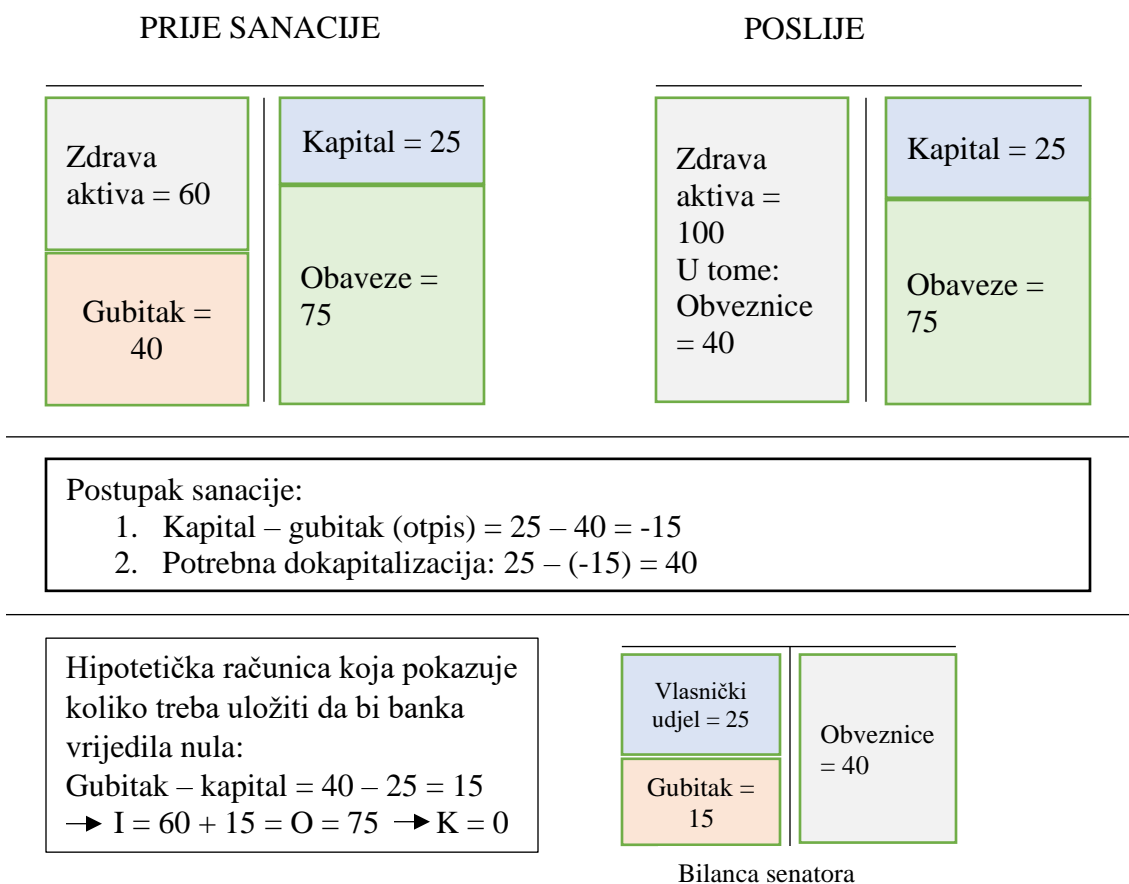 PRIJE SANACIJE
POSLIJE
Zdrava
aktiva = 60
Gubitak =
40
Kapital = 25
Obaveze =
75
Zdrava
aktiva =
100
U tome:
Obveznice
= 40
Kapital = 25
Obaveze =
75
Postupak sanacije:
1. Kapital – gubitak (otpis) = 25 – 40 = -15
2. Potrebna dokapitalizacija: 25 – (-15) = 40
Hipotetička računica koja pokazuje
koliko treba uložiti da bi banka
vrijedila nula:
Gubitak – kapital = 40 – 25 = 15
→ I = 60 + 15 = O = 75 → K = 0
Vlasnički
udjel = 25
Gubitak =
15
Obveznice
= 40
Bilanca senatora